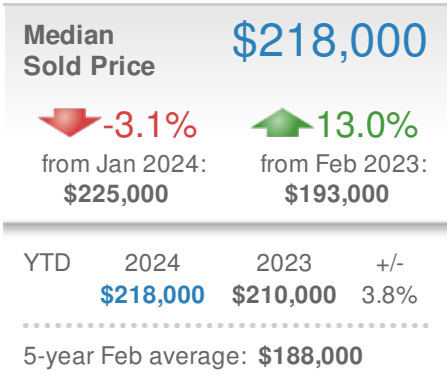 Median
Sold Price
$218,000
-3.1%
from Jan 2024:
$225,000
13.0%
from Feb 2023:
$193,000
YTD 2024 2023 +/-
$218,000 $210,000 3.8%
5-year Feb average: $188,000